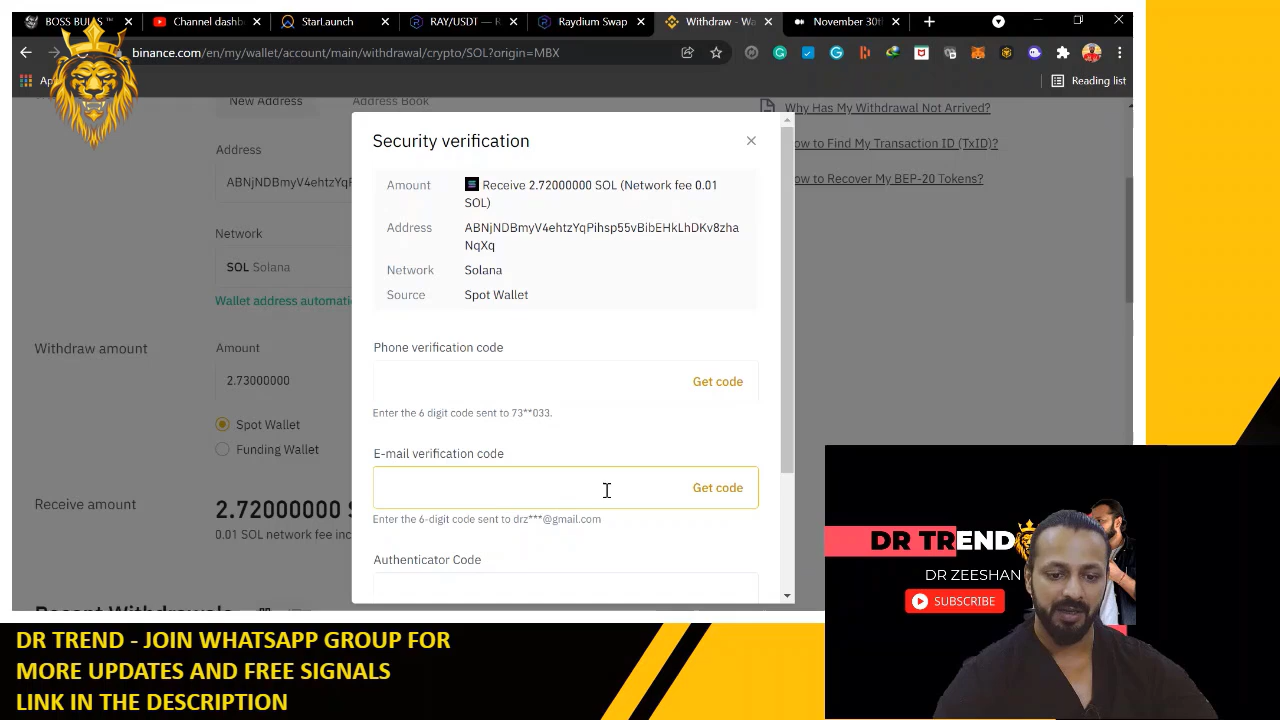 BOSS BULLS
Channel dashb
StarLaunch
RAY/USDT — R
Raydium Swap
Withdraw - Wa
November 30th
binance.com/en/my/wallet/account/main/withdrawal/crypto/SOL?origin=MBX
Reading list
New Address
Address Book
Why Has My Withdrawal Not Arrived?
Address
ow to Find My Transaction ID (TxID)?
ABNjNDBmyV4ehtzYqP
ow to Recover My BEP-20 Tokens?
Network
SOL Solana
Wallet address automati
Withdraw amount
Amount
2.73000000
Spot Wallet
Funding Wallet
Receive amount
2.72000000 S
0.01 SOL network fee inc
Recent Withdrawals
Security verification
Amount
Receive 2.72000000 SOL (Network fee 0.01
SOL)
Address
ABNjNDBmyV4ehtzYqPihsp55vBibEHkLhDKv8zha
NqXq
Network
Solana
Source
Spot Wallet
Phone verification code
Get code
Enter the 6 digit code sent to 73**033.
E-mail verification code
Get code
Enter the 6-digit code sent to drz***@gmail.com
Authenticator Code
DR TREND
DR ZEESHAN
SUBSCRIBE
DR TREND - JOIN WHATSAPP GROUP FOR
MORE UPDATES AND FREE SIGNALS
LINK IN THE DESCRIPTION